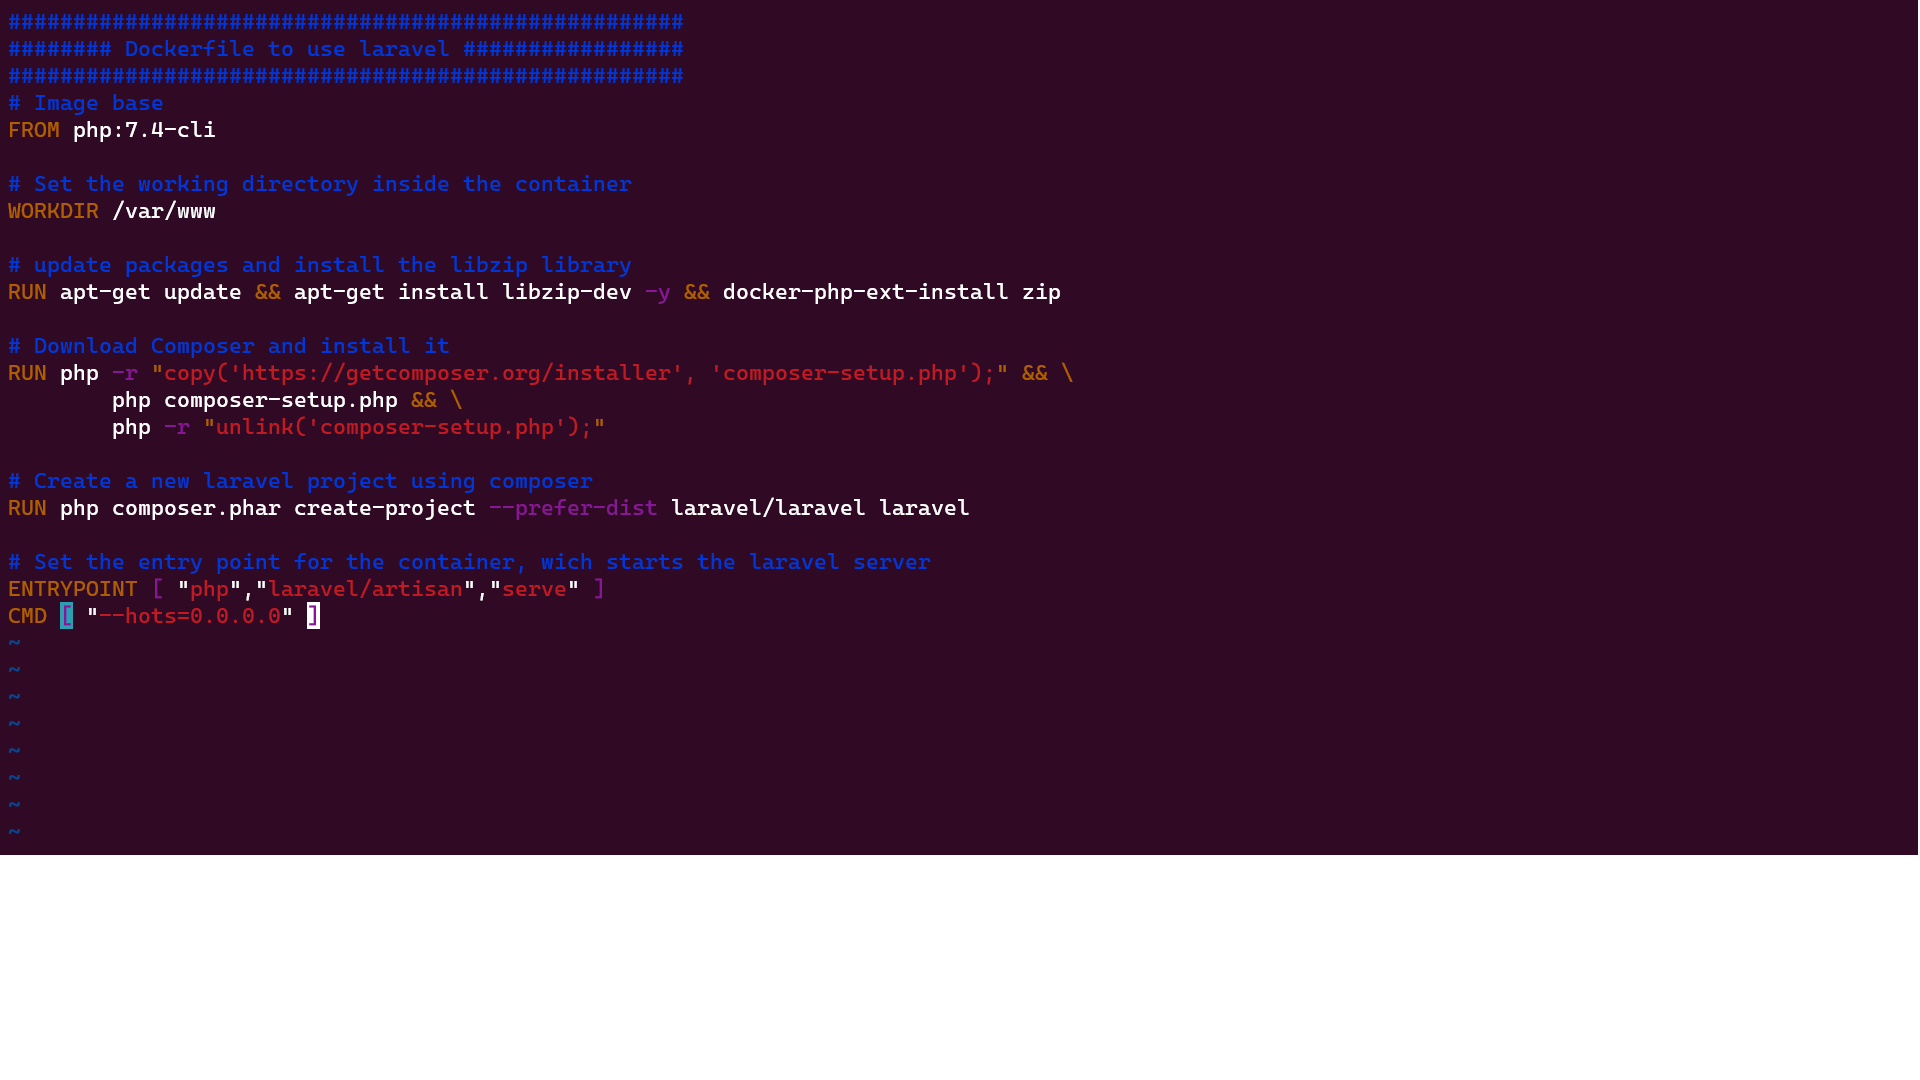 ####################################################
######## Dockerfile to use laravel #################
####################################################
# Image base
FROM php:7.4-cli

# Set the working directory inside the container
WORKDIR /var/www

# update packages and install the libzip library
RUN apt-get update && apt-get install libzip-dev -y && docker-php-ext-install zip

# Download Composer and install it
RUN php -r "copy('https://getcomposer.org/installer', 'composer-setup.php');" && \
        php composer-setup.php && \
        php -r "unlink('composer-setup.php');"

# Create a new laravel project using composer
RUN php composer.phar create-project --prefer-dist laravel/laravel laravel

# Set the entry point for the container, wich starts the laravel server
ENTRYPOINT [ "php","laravel/artisan","serve" ]
CMD [ "--hots=0.0.0.0" ]
~
~
~
~
~
~
~
~